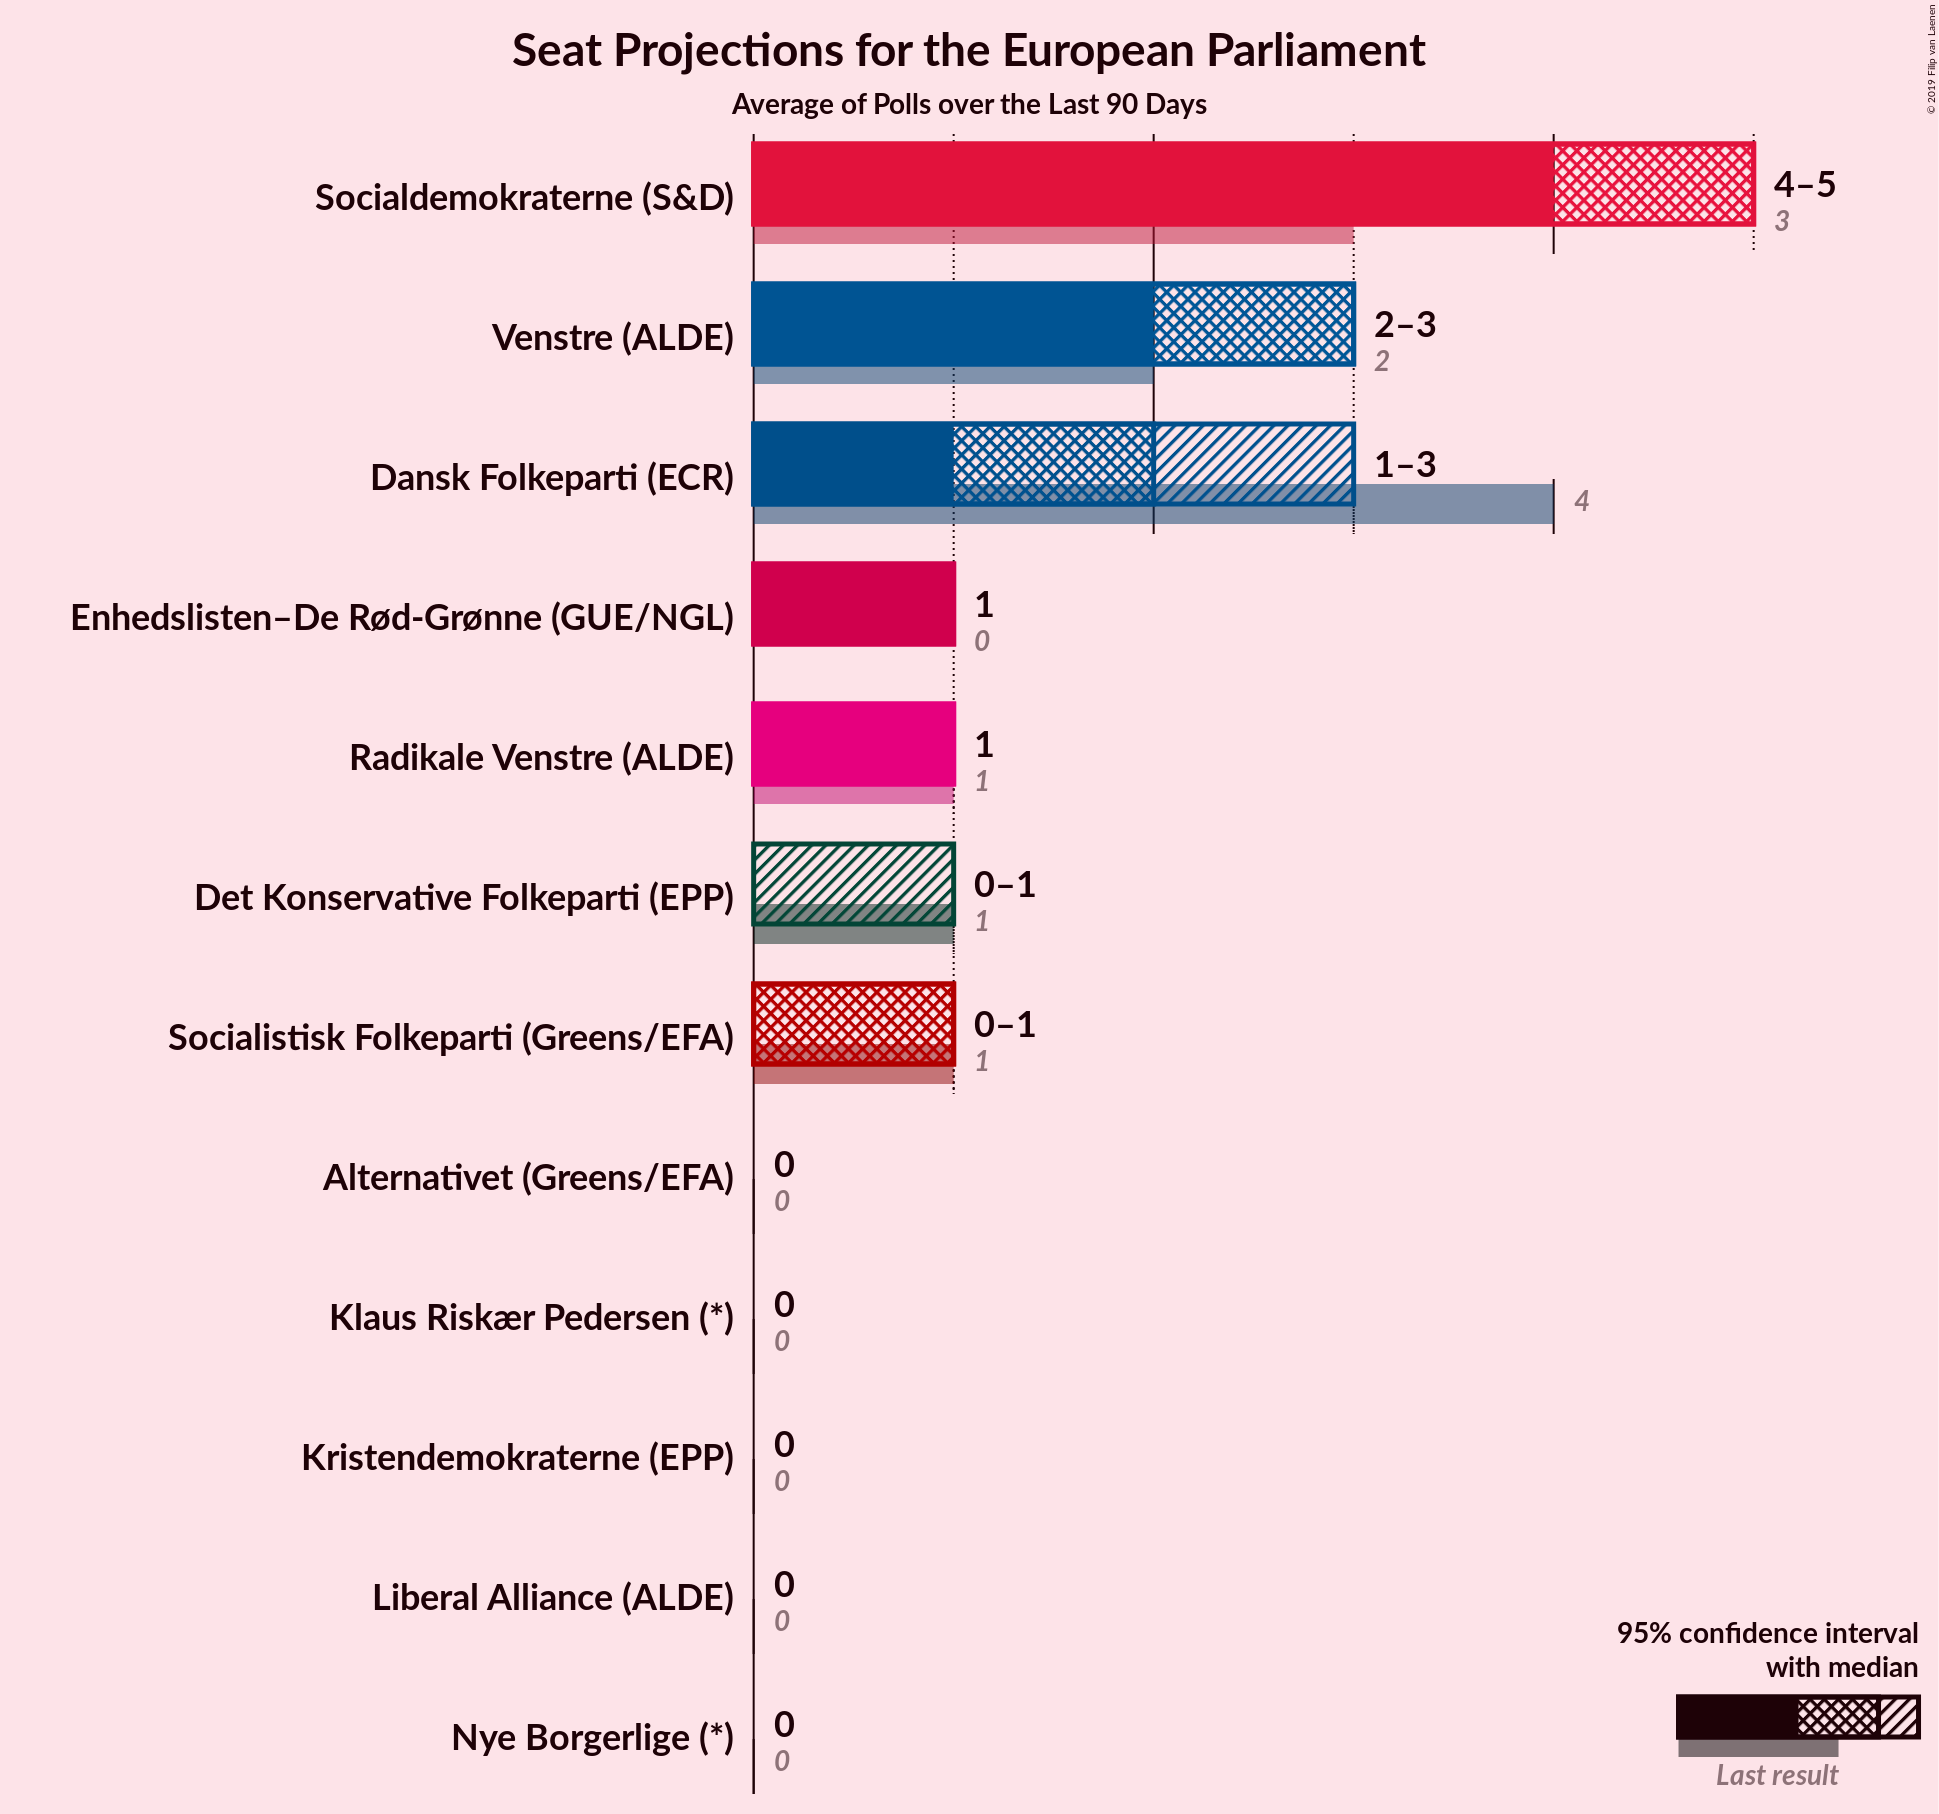 Seat Projections for the European Parliament
Average of Polls over the Last 90 Days
© 2019 Filip van Laenen
Socialdemokraterne (S&D)
4–5
3
Venstre (ALDE)
2–3
2
Dansk Folkeparti (ECR)
1–3
4
Enhedslisten–De Rød-Grønne (GUE/NGL)
1
0
Radikale Venstre (ALDE)
1
1
Det Konservative Folkeparti (EPP)
0–1
1
Socialistisk Folkeparti (Greens/EFA)
0–1
1
Alternativet (Greens/EFA)
0
0
Klaus Riskær Pedersen (*)
0
0
Kristendemokraterne (EPP)
0
0
Liberal Alliance (ALDE)
0
0
Nye Borgerlige (*)
0
0
95% confidence interval
with median
Last result